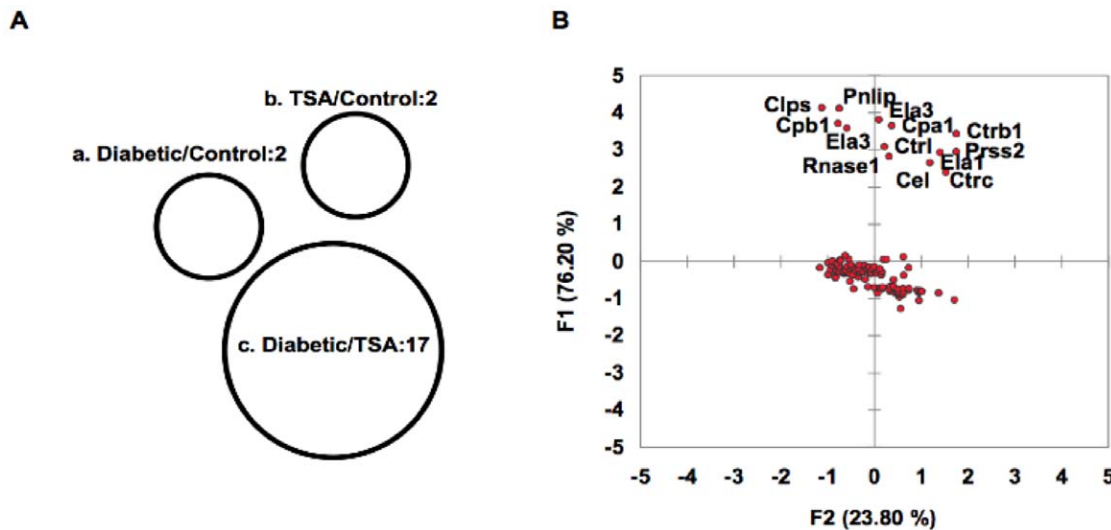 A
b. TSA/Control:2
a. Diabetic/Control:2
c. Diabetic/TSA:17
B
5
4
3
2
1
0
-1
-2
-3
-4
-5
F1 (76.20 %)
Clps Pnlip Ela3
Cpb1 Cpa1 Ctrb1
Ela3 Ctrl Prss2
Rnase1 Ela1
Cel Ctrc
-5 -4 -3 -2 -1 0 1 2 3 4 5
F2 (23.80 %)